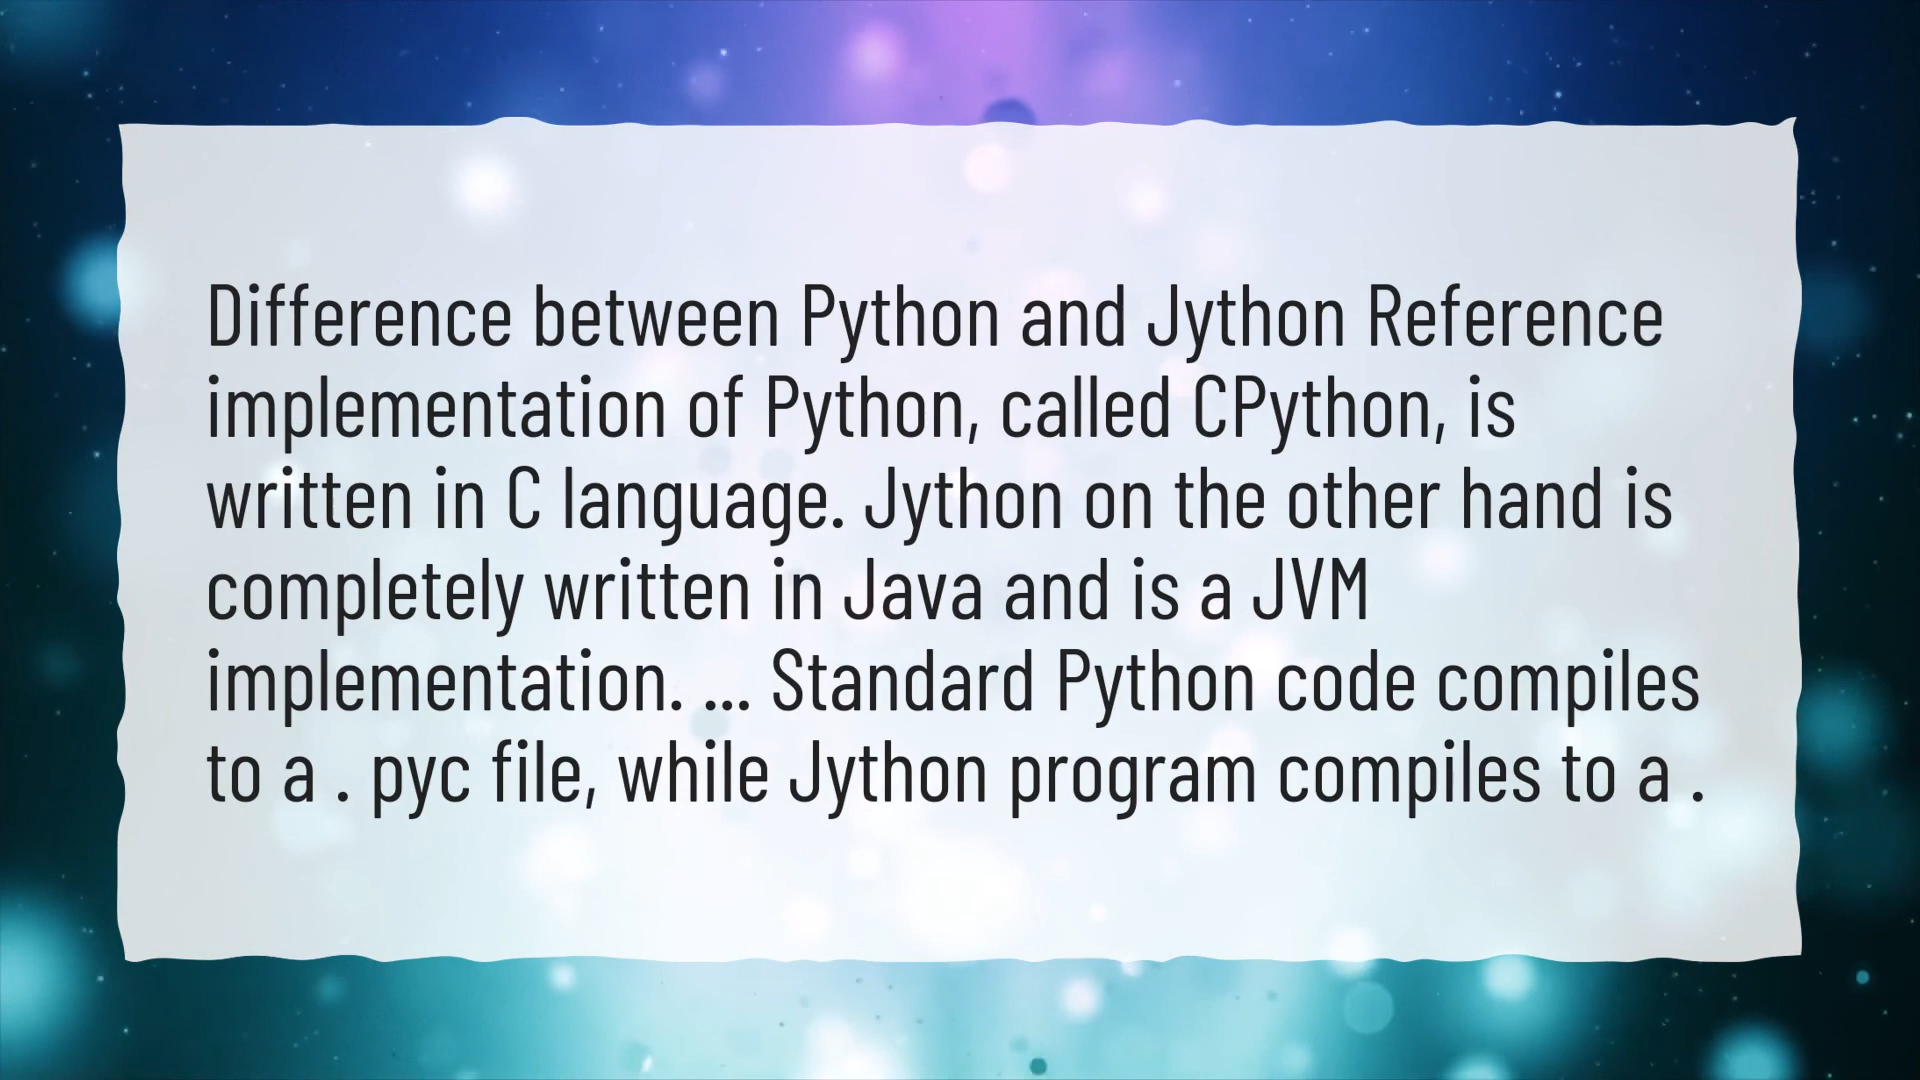 Difference between Python and Jython Reference
implementation of Python, called CPython, is
written in C language. Jython on the other hand is
completely written in Java and is a JVM
implementation. ... Standard Python code compiles
to a . pyc file, while Jython program compiles to a .